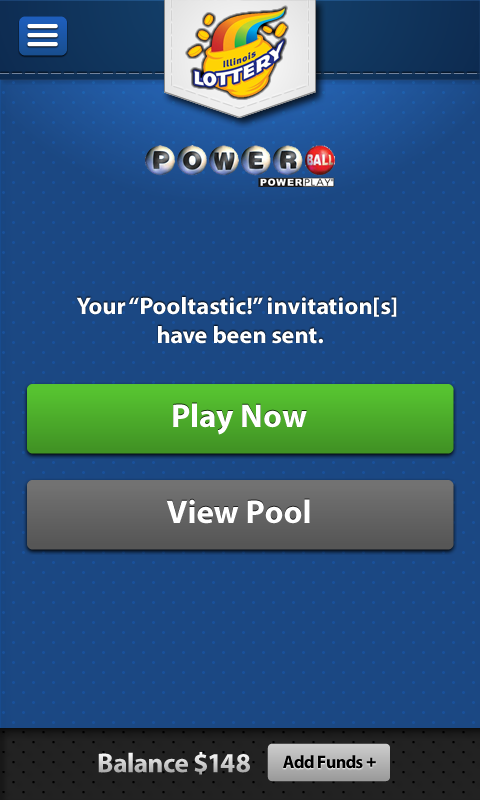 Illinois
LOTTERY
POWERBALL
POWERPLAY
Your “Pooltastic!” invitation[s]
have been sent.
Play Now
View Pool
Balance $148 Add Funds +